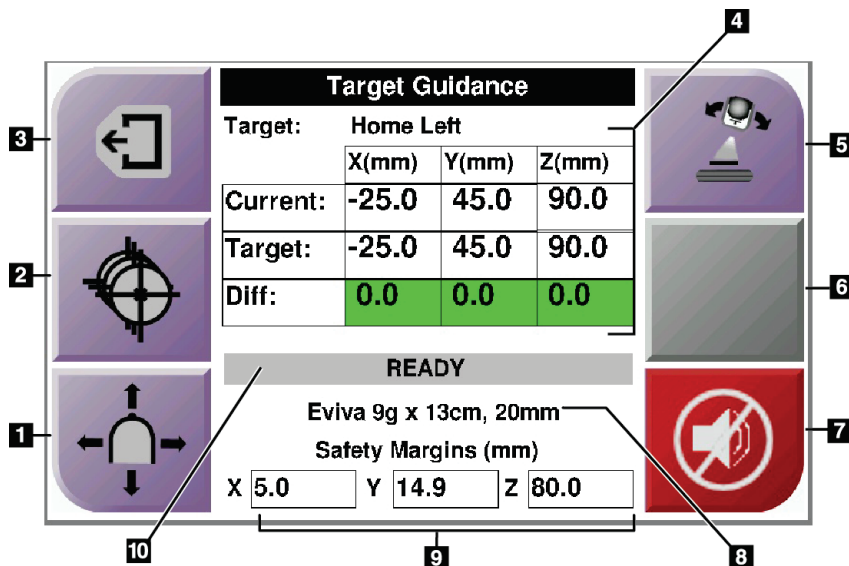 4
Target Guidance
3
Target: Home Left
5
X(mm) Y(mm) Z(mm)
Current: -25.0 45.0 90.0
2
Target: -25.0 45.0 90.0
6
Diff: 0.0 0.0 0.0
READY
1
Eviva 9g x 13cm, 20mm
7
Safety Margins (mm)
X 5.0 Y 14.9 Z 80.0
10
9
8